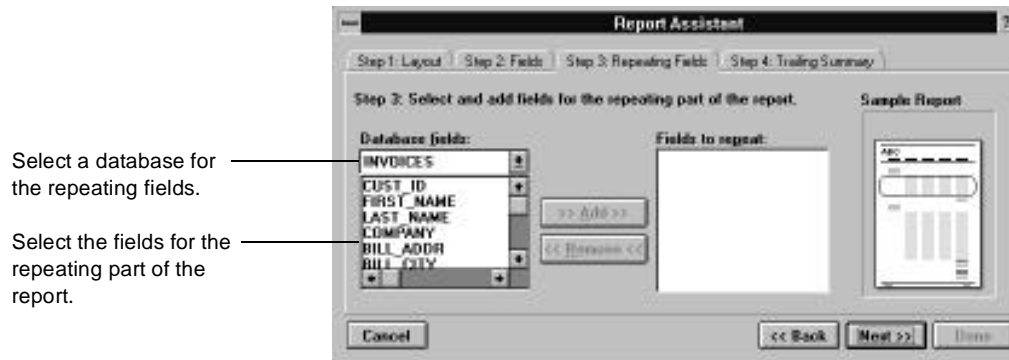 Report Assistant
?
Step 1: Layout
Step 2: Fields
Step 3: Repeating Fields
Step 4: Trailing Summary
Step 3: Select and add fields for the repeating part of the report.
Sample Report
Database fields:
Fields to repeat:
Select a database for
the repeating fields.
INVOICES
CUST_ID
FIRST_NAME
LAST_NAME
COMPANY
BILL_ADDR
BILL_CITY
Select the fields for the
repeating part of the
report.
>> Add >>
<< Remove <<
ABC
Cancel
<< Back
Next >>
Done